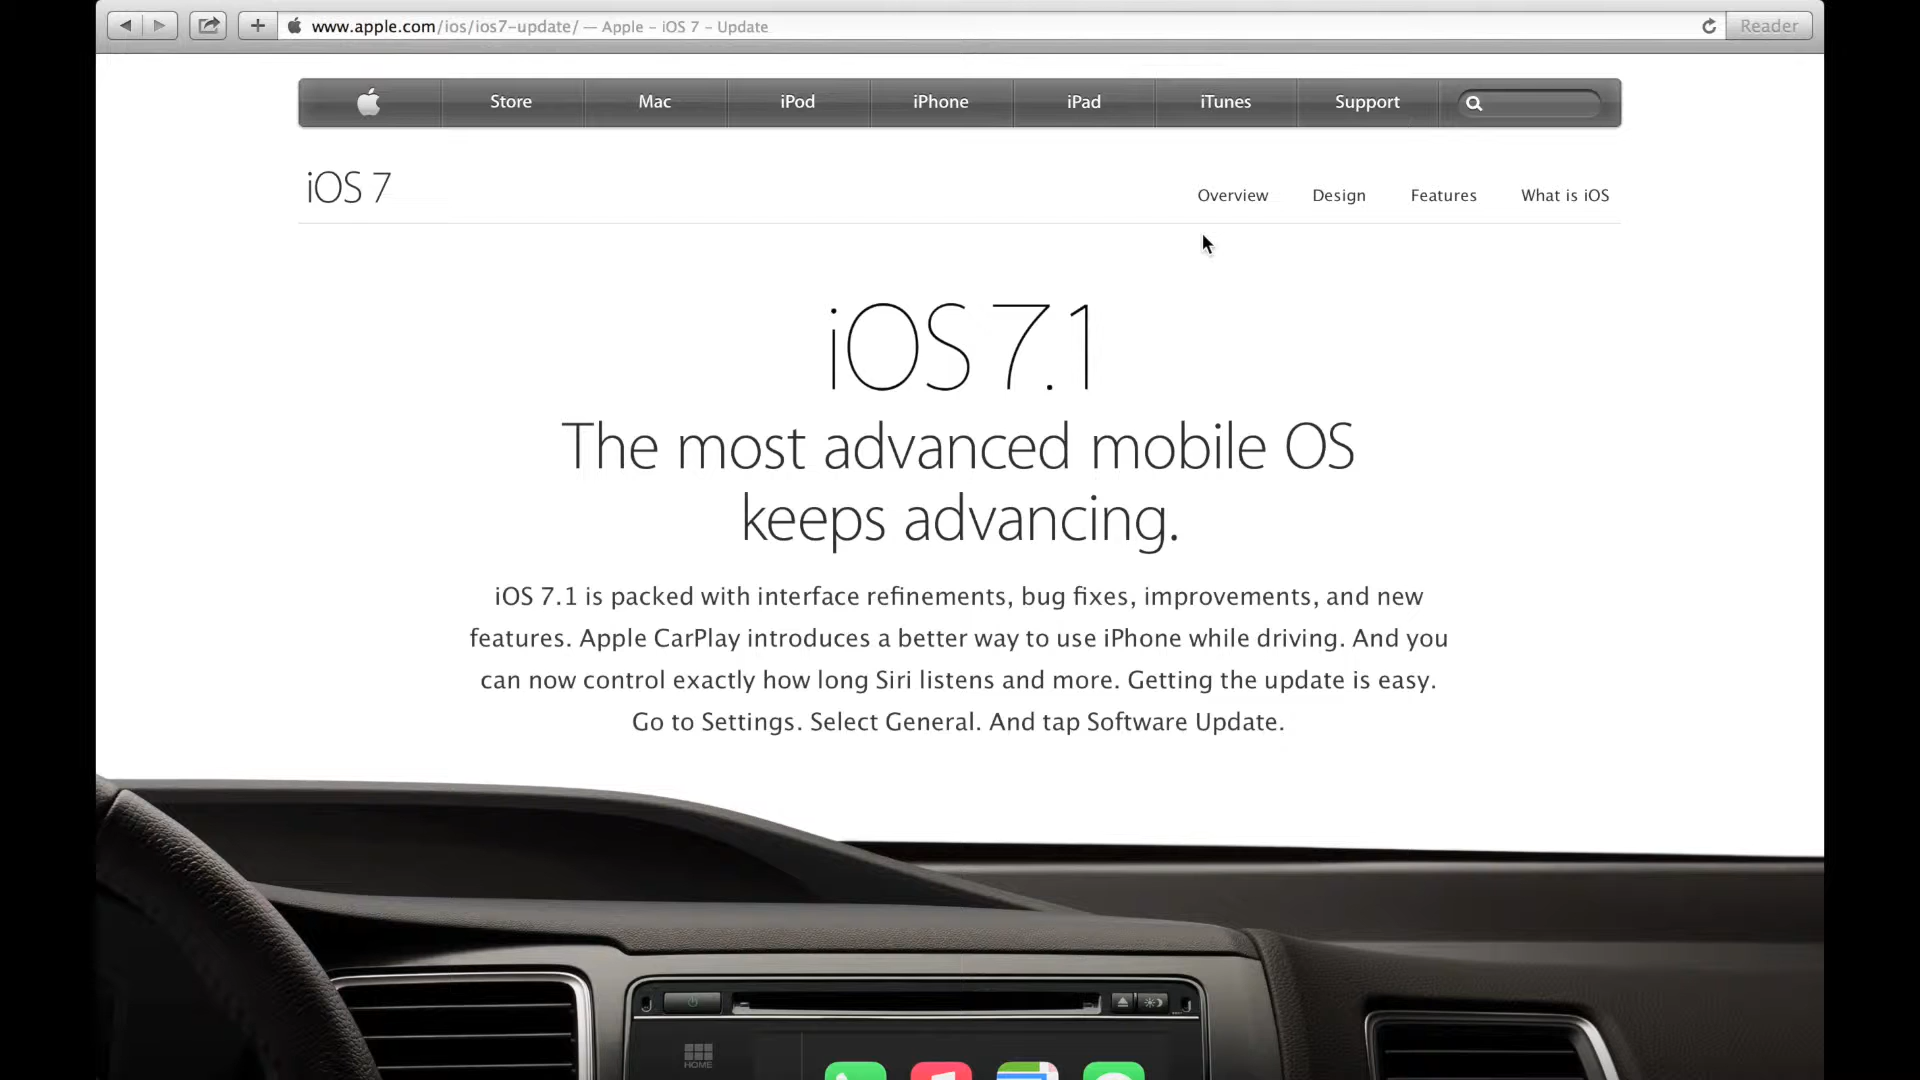 www.apple.com/ios/ios7-update/ — Apple - iOS 7 - Update
Reader
Store
Mac
iPod
iPhone
iPad
iTunes
Support
iOS 7
Overview
Design
Features
What is iOS
iOS 7.1
The most advanced mobile OS
keeps advancing.
iOS 7.1 is packed with interface refinements, bug fixes, improvements, and new
features. Apple CarPlay introduces a better way to use iPhone while driving. And you
can now control exactly how long Siri listens and more. Getting the update is easy.
Go to Settings. Select General. And tap Software Update.
HOME